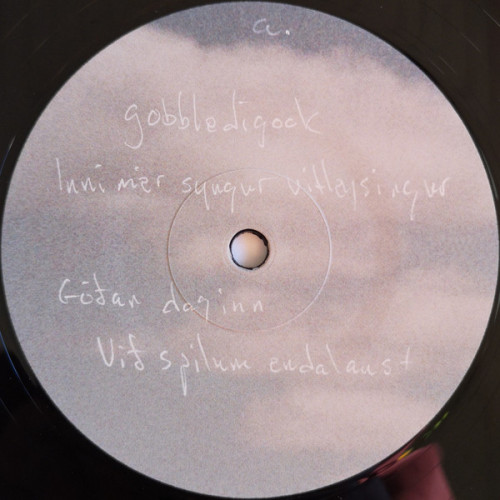 a.
gobbledigook
Inni mér syngur vitleysingur
Góðan daginn
Við spilum endalaust